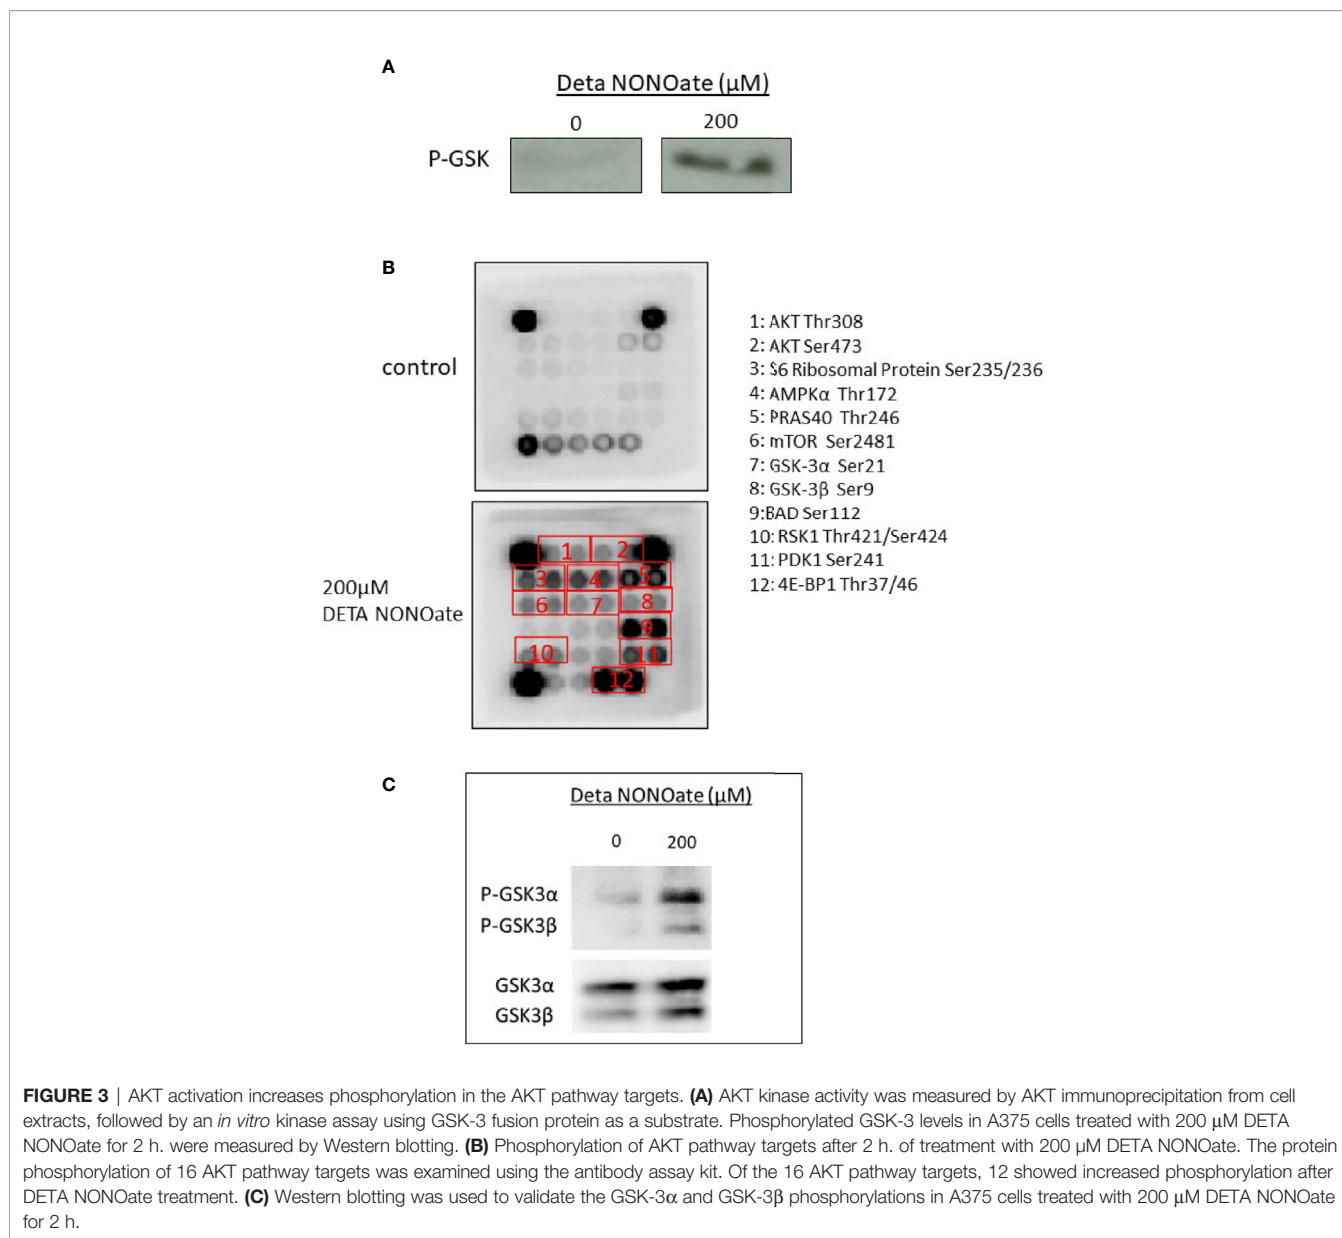 A
Deta NONOate (μM)
0 200
P-GSK
B
control
1: AKT Thr308
2: AKT Ser473
3: S6 Ribosomal Protein Ser235/236
4: AMPKα Thr172
5: PRAS40 Thr246
6: mTOR Ser2481
7: GSK-3α Ser21
8: GSK-3β Ser9
9:BAD Ser112
10: RSK1 Thr421/Ser424
11: PDK1 Ser241
12: 4E-BP1 Thr37/46
200μM
DETA NONOate
1 2
3 4 5
6 7 8
9
10 11
12
C
Deta NONOate (μM)
0 200
P-GSK3α
P-GSK3β
GSK3α
GSK3β
FIGURE 3 | AKT activation increases phosphorylation in the AKT pathway targets. (A) AKT kinase activity was measured by AKT immunoprecipitation from cell
extracts, followed by an in vitro kinase assay using GSK-3 fusion protein as a substrate. Phosphorylated GSK-3 levels in A375 cells treated with 200 μM DETA
NONOate for 2 h. were measured by Western blotting. (B) Phosphorylation of AKT pathway targets after 2 h. of treatment with 200 μM DETA NONOate. The protein
phosphorylation of 16 AKT pathway targets was examined using the antibody assay kit. Of the 16 AKT pathway targets, 12 showed increased phosphorylation after
DETA NONOate treatment. (C) Western blotting was used to validate the GSK-3α and GSK-3β phosphorylations in A375 cells treated with 200 μM DETA NONOate
for 2 h.